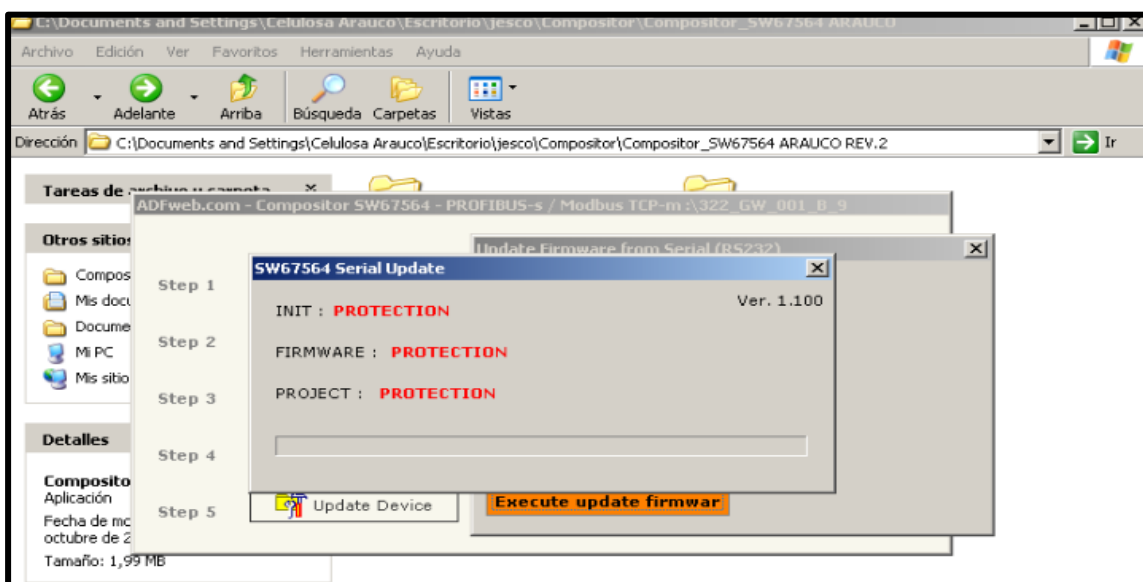 C:\Documents and Settings\Celulosa Arauco\Escritorio\jesco\Compositor\Compositor_SW67564 ARAUCO
Archivo Edición Ver Favoritos Herramientas Ayuda
Atrás Adelante Arriba Búsqueda Carpetas Vistas
Dirección C:\Documents and Settings\Celulosa Arauco\Escritorio\jesco\Compositor\Compositor_SW67564 ARAUCO REV.2 Ir
Tareas de archivo y carpeta
ADFweb.com - Compositor SW67564 - PROFIBUS-s / Modbus TCP-m :\322_GW_001_B_9
Otros sitios
Update Firmware from Serial (RS232)
SW67564 Serial Update
Compos
Step 1
INIT : PROTECTION
Ver. 1.100
Mis docu
Docume
Step 2
FIRMWARE : PROTECTION
Mi PC
Mis sitio
Step 3
PROJECT : PROTECTION
Detalles
Step 4
Composito
Aplicación
Step 5
Update Device
Execute update firmwar
Fecha de mo
octubre de 2
Tamaño: 1,99 MB